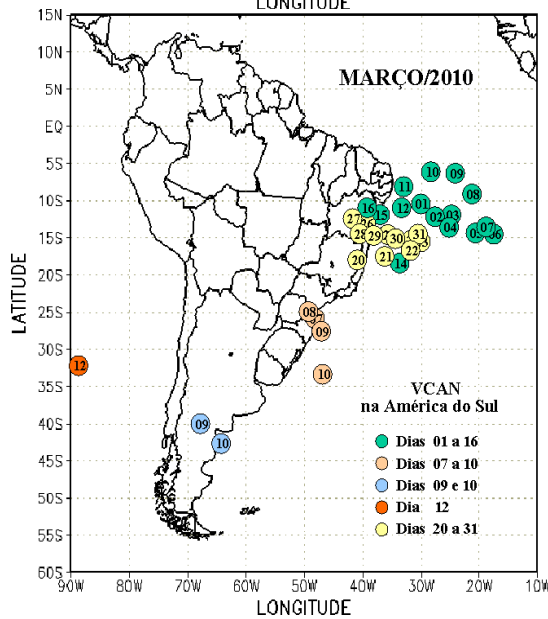 LONGITUDE
15N
10N
5N
EQ
5S
10S
15S
20S
25S
30S
35S
40S
45S
50S
55S
60S
LATITUDE
MARÇO/2010
10
09
11
08
16
12
01
15
02
03
27
26
04
07
28
29
30
31
05
06
22
21
20
14
08
09
12
10
09
10
VCAN
na América do Sul
Dias 01 a 16
Dias 07 a 10
Dias 09 e 10
Dia 12
Dias 20 a 31
90W 80W 70W 60W 50W 40W 30W 20W 10W
LONGITUDE